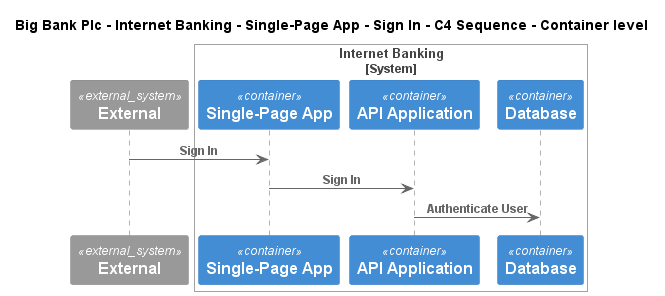 Big Bank Plc - Internet Banking - Single-Page App - Sign In - C4 Sequence - Container level
Internet Banking
[System]
«external_system»
External
«container»
Single-Page App
«container»
API Application
«container»
Database
Sign In
Sign In
Authenticate User
«external_system»
External
«container»
Single-Page App
«container»
API Application
«container»
Database